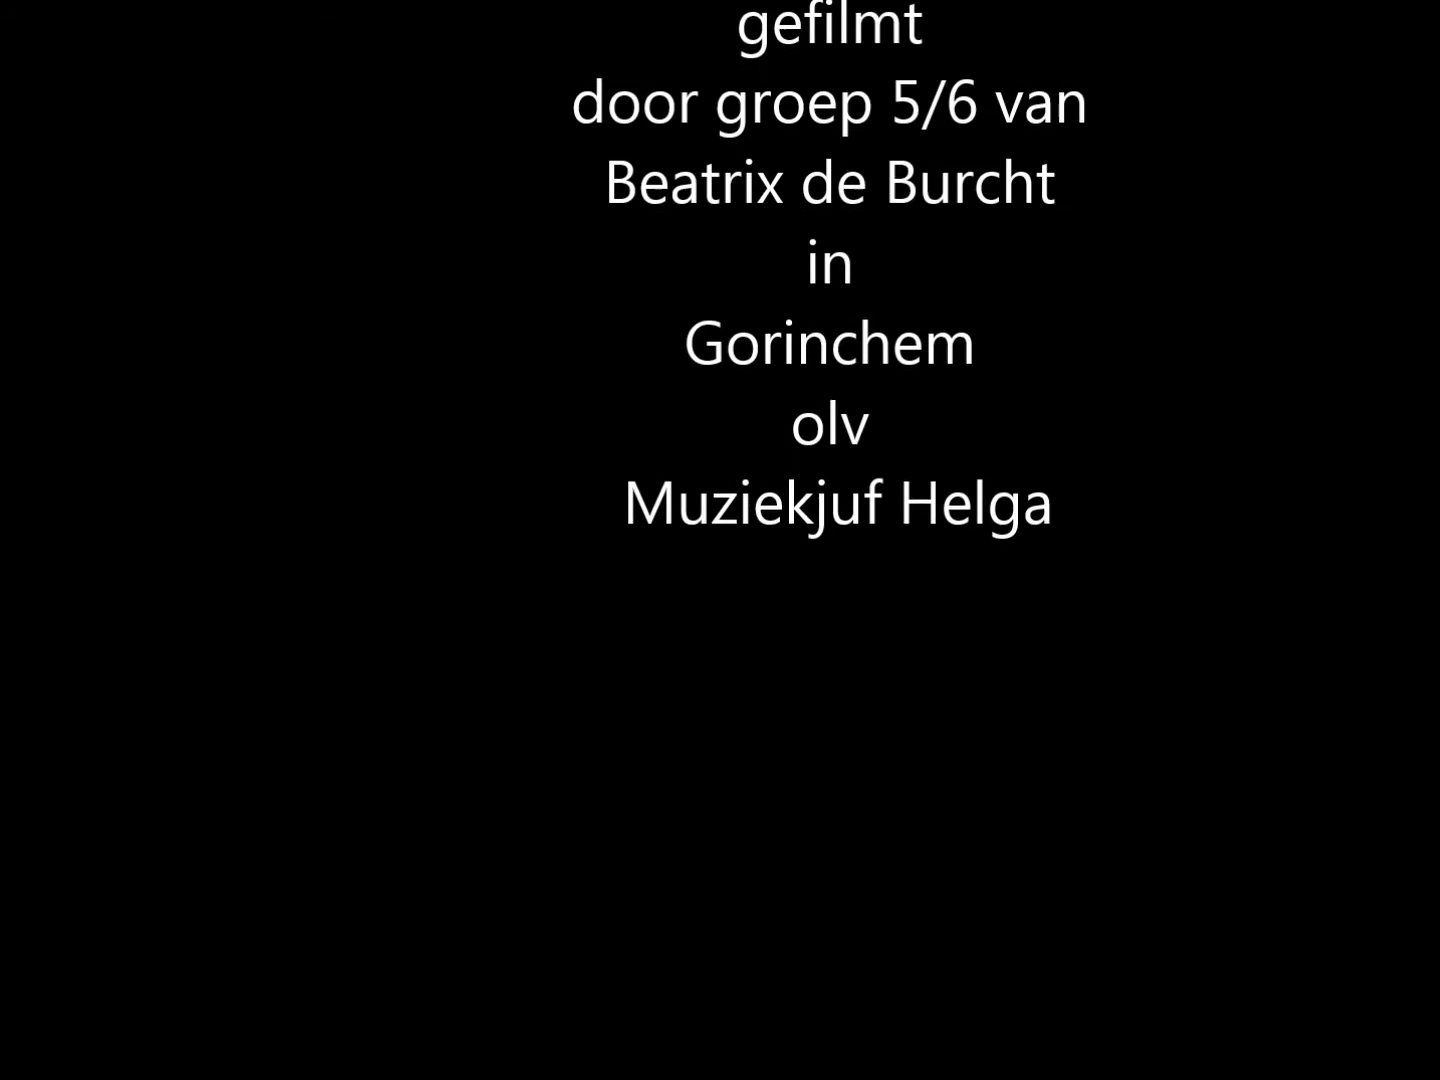 gefilmt
door groep 5/6 van
Beatrix de Burcht
in
Gorinchem
olv
Muziekjuf Helga